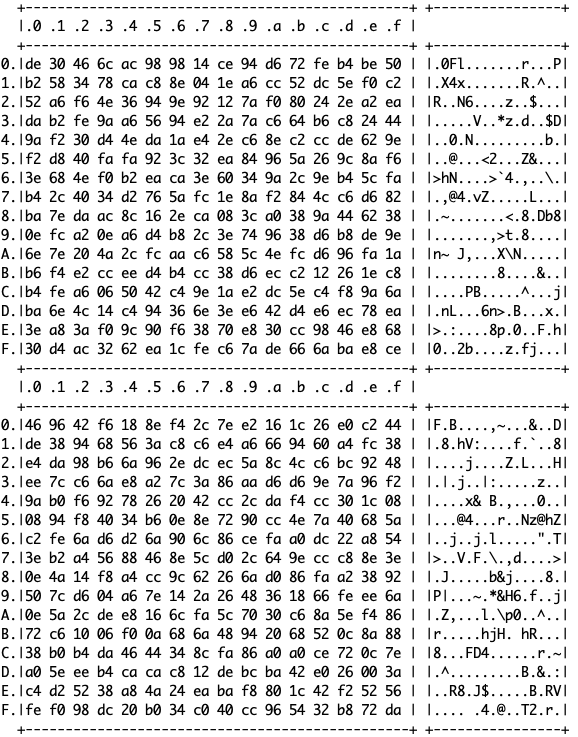 +-----------------------------------------------+ +----------------+
|.0 .1 .2 .3 .4 .5 .6 .7 .8 .9 .a .b .c .d .e .f |
+-----------------------------------------------+ +----------------+
0.|de 30 46 6c ac 98 98 14 ce 94 d6 72 fe b4 be 50 | |.0Fl.......r...P|
1.|b2 58 34 78 ca c8 8e 04 1e a6 cc 52 dc 5e f0 c2 | |.X4x.......R.^..|
2.|52 a6 f6 4e 36 94 9e 92 12 7a f0 80 24 2e a2 ea | |R..N6....z..$...|
3.|da b2 fe 9a a6 56 94 e2 2a 7a c6 64 b6 c8 24 44 | |.....V..*z.d..$D|
4.|9a f2 30 d4 4e da 1a e4 2e c6 8e c2 cc de 62 9e | |..0.N.........b.|
5.|f2 d8 40 fa fa 92 3c 32 ea 84 96 5a 26 9c 8a f6 | |..@...<2...Z&...|
6.|3e 68 4e f0 b2 ea ca 3e 60 34 9a 2c 9e b4 5c fa | |>hN....>`4.,..\.|
7.|b4 2c 40 34 d2 76 5a fc 1e 8a f2 84 4c c6 d6 82 | |.,@4.vZ.....L...|
8.|ba 7e da ac 8c 16 2e ca 08 3c a0 38 9a 44 62 38 | |.~.......<.8.Db8|
9.|0e fc a2 0e a6 d4 b8 2c 3e 74 96 38 d6 b8 de 9e | |.......,>t.8....|
A.|6e 7e 20 4a 2c fc aa c6 58 5c 4e fc d6 96 fa 1a | |n~ J,...X\N.....|
B.|b6 f4 e2 cc ee d4 b4 cc 38 d6 ec c2 12 26 1e c8 | |........8....&..|
C.|b4 fe a6 06 50 42 c4 9e 1a e2 dc 5e c4 f8 9a 6a | |....PB.....^...j|
D.|ba 6e 4c 14 c4 94 36 6e 3e e6 42 d4 e6 ec 78 ea | |.nL...6n>.B...x.|
E.|3e a8 3a f0 9c 90 f6 38 70 e8 30 cc 98 46 e8 68 | |>.:....8p.0..F.h|
F.|30 d4 ac 32 62 ea 1c fe c6 7a de 66 6a ba e8 ce | |0..2b....z.fj...|
+-----------------------------------------------+ +----------------+
|.0 .1 .2 .3 .4 .5 .6 .7 .8 .9 .a .b .c .d .e .f |
+-----------------------------------------------+ +----------------+
0.|46 96 42 f6 18 8e f4 2c 7e e2 16 1c 26 e0 c2 44 | |F.B....,~...&..D|
1.|de 38 94 68 56 3a c8 c6 e4 a6 66 94 60 a4 fc 38 | |.8.hV:....f.`..8|
2.|e4 da 98 b6 6a 96 2e dc ec 5a 8c 4c c6 bc 92 48 | |....j....Z.L...H|
3.|ee 7c c6 6a e8 a2 7c 3a 86 aa d6 d6 9e 7a 96 f2 | |.|.j..|:.....z..|
4.|9a b0 f6 92 78 26 20 42 cc 2c da f4 cc 30 1c 08 | |....x& B.,...0..|
5.|08 94 f8 40 34 b6 0e 8e 72 90 cc 4e 7a 40 68 5a | |...@4...r..Nz@hZ|
6.|c2 fe 6a d6 d2 6a 90 6c 86 ce fa a0 dc 22 a8 54 | |..j..j.l.....".T|
7.|3e b2 a4 56 88 46 8e 5c d0 2c 64 9e cc c8 8e 3e | |>..V.F.\.,d....>|
8.|0e 4a 14 f8 a4 cc 9c 62 26 6a d0 86 fa a2 38 92 | |.J.....b&j....8.|
9.|50 7c d6 04 a6 7e 14 2a 26 48 36 18 66 fe ee 6a | |P|...~.*&H6.f..j|
A.|0e 5a 2c de e8 16 6c fa 5c 70 30 c6 8a 5e f4 86 | |.Z,...l.\p0..^..|
B.|72 c6 10 06 f0 0a 68 6a 48 94 20 68 52 0c 8a 88 | |r.....hjH. hR...|
C.|38 b0 b4 da 46 44 34 8c fa 86 a0 a0 ce 72 0c 7e | |8...FD4......r.~|
D.|a0 5e ee b4 ca ca c8 12 de bc ba 42 e0 26 00 3a | |.^.........B.&.:|
E.|c4 d2 52 38 a8 4a 24 ea ba f8 80 1c 42 f2 52 56 | |..R8.J$.....B.RV|
F.|fe f0 98 dc 20 b0 34 c0 40 cc 96 54 32 b8 72 da | |.... .4.@..T2.r.|
+-----------------------------------------------+ +----------------+